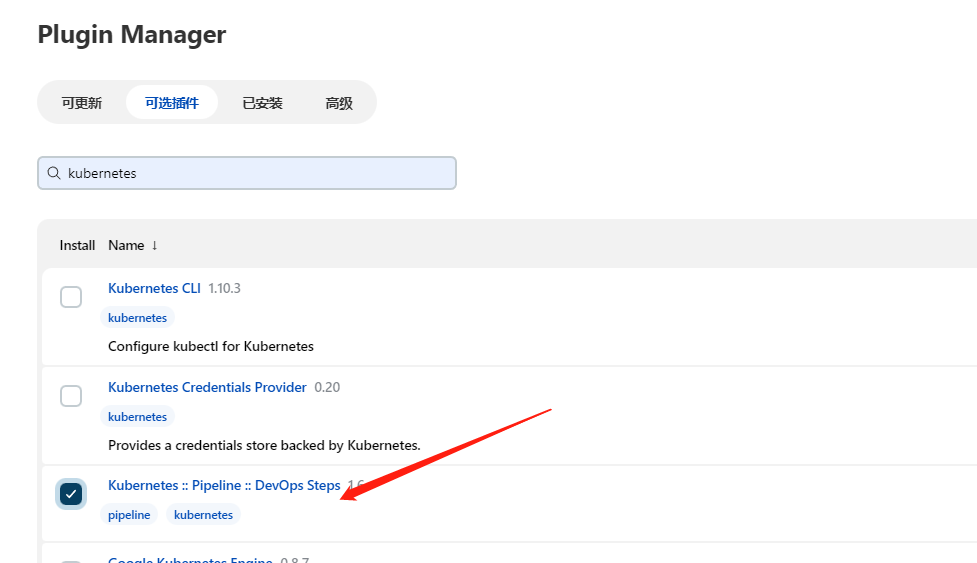 Plugin Manager
可更新 可选插件 已安装 高级
kubernetes
Install Name ↓
Kubernetes CLI 1.10.3
kubernetes
Configure kubectl for Kubernetes
Kubernetes Credentials Provider 0.20
kubernetes
Provides a credentials store backed by Kubernetes.
Kubernetes :: Pipeline :: DevOps Steps 1.6
pipeline kubernetes
Google Kubernetes Engine 0.8.7